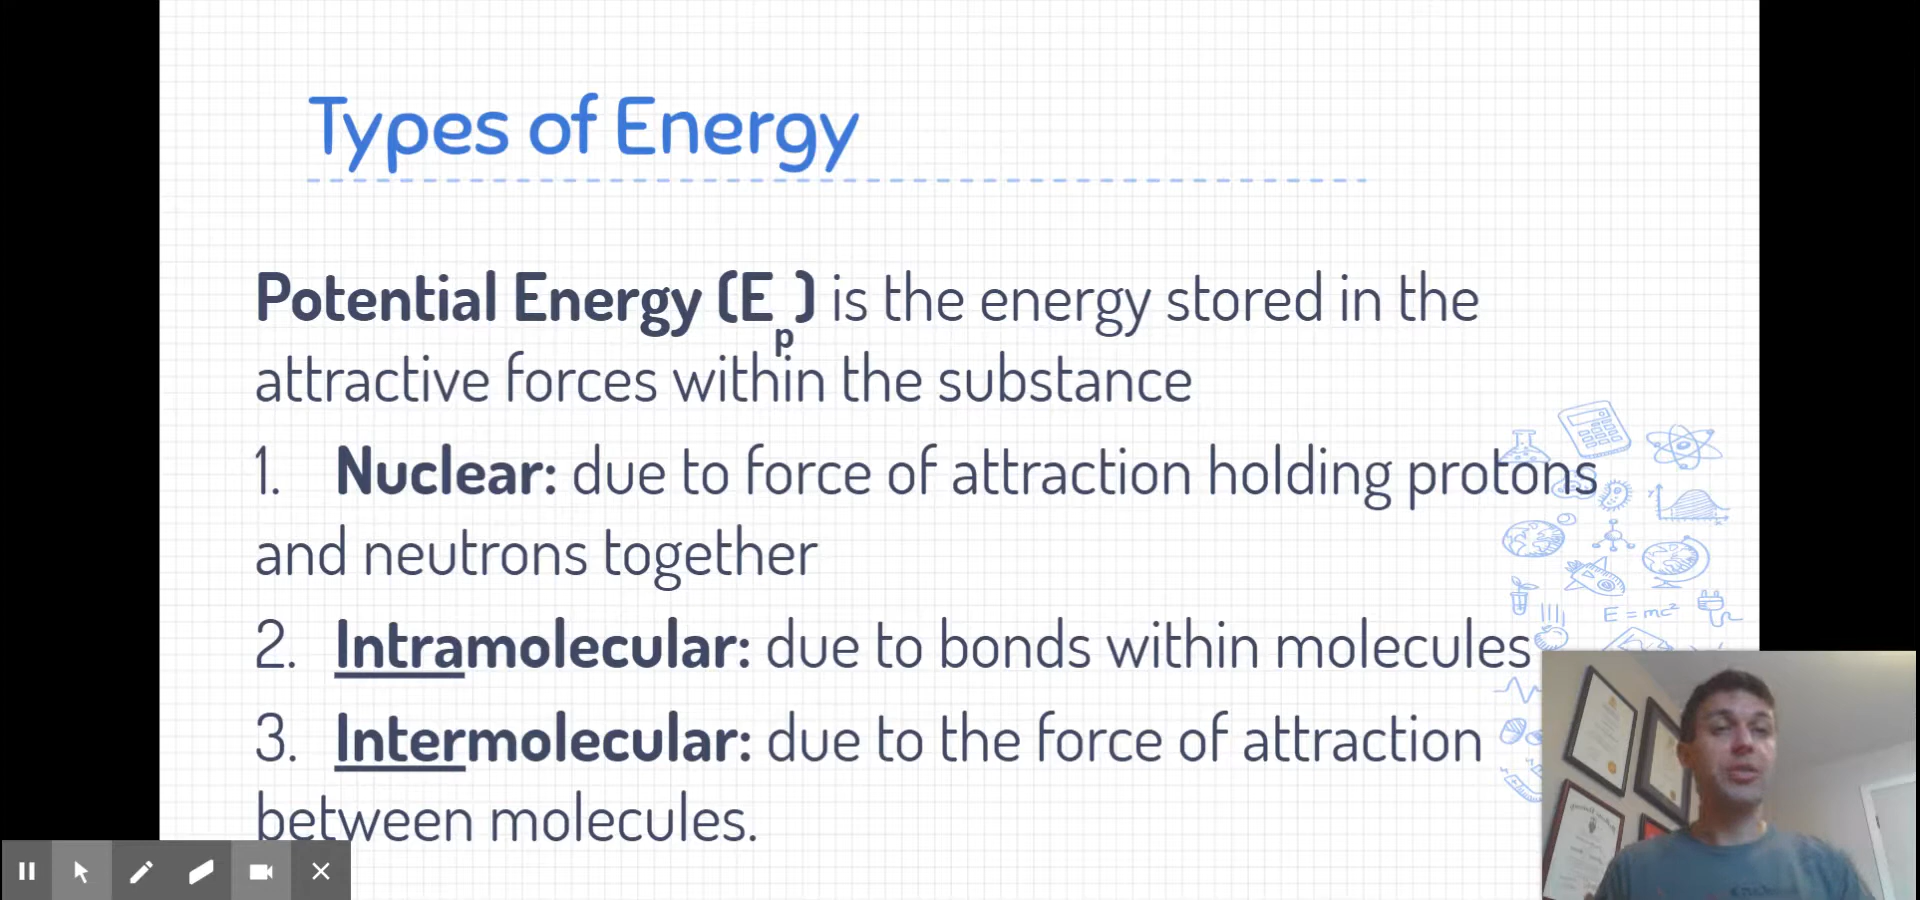 Types of Energy
Potential Energy (Eₚ) is the energy stored in the
attractive forces within the substance
1. Nuclear: due to force of attraction holding protons
and neutrons together
2. Intramolecular: due to bonds within molecules
3. Intermolecular: due to the force of attraction
between molecules.
E = mc²